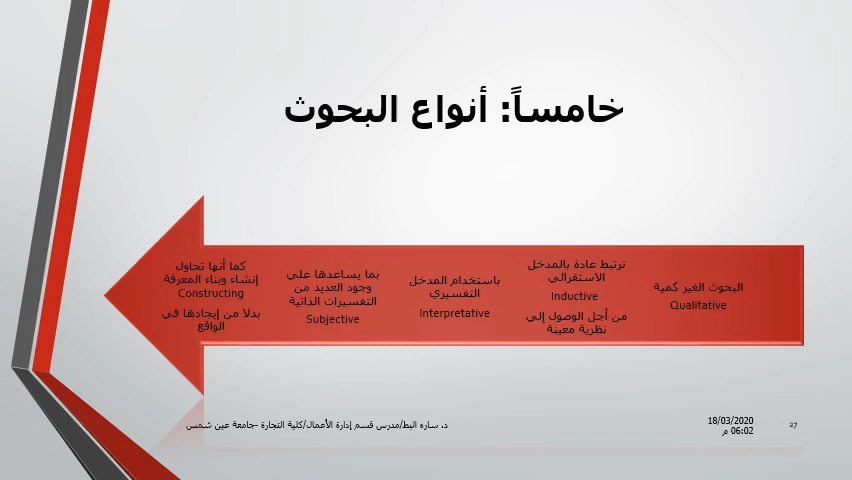 خامساً: أنواع البحوث
البحوث الغير كمية
Qualitative
ترتبط عادة بالمدخل
الاستقرائي
Inductive
من أجل الوصول إلي
نظرية معينة
باستخدام المدخل
التفسيري
Interpretative
بما يساعدها علي
وجود العديد من
التفسيرات الذاتية
Subjective
كما أنها تحاول
إنشاء وبناء المعرفة
Constructing
بدلا من إيجادها في
الواقع
د. ساره البط/مدرس قسم إدارة الأعمال/كلية التجارة -جامعة عين شمس
18/03/2020
06:02 م
27